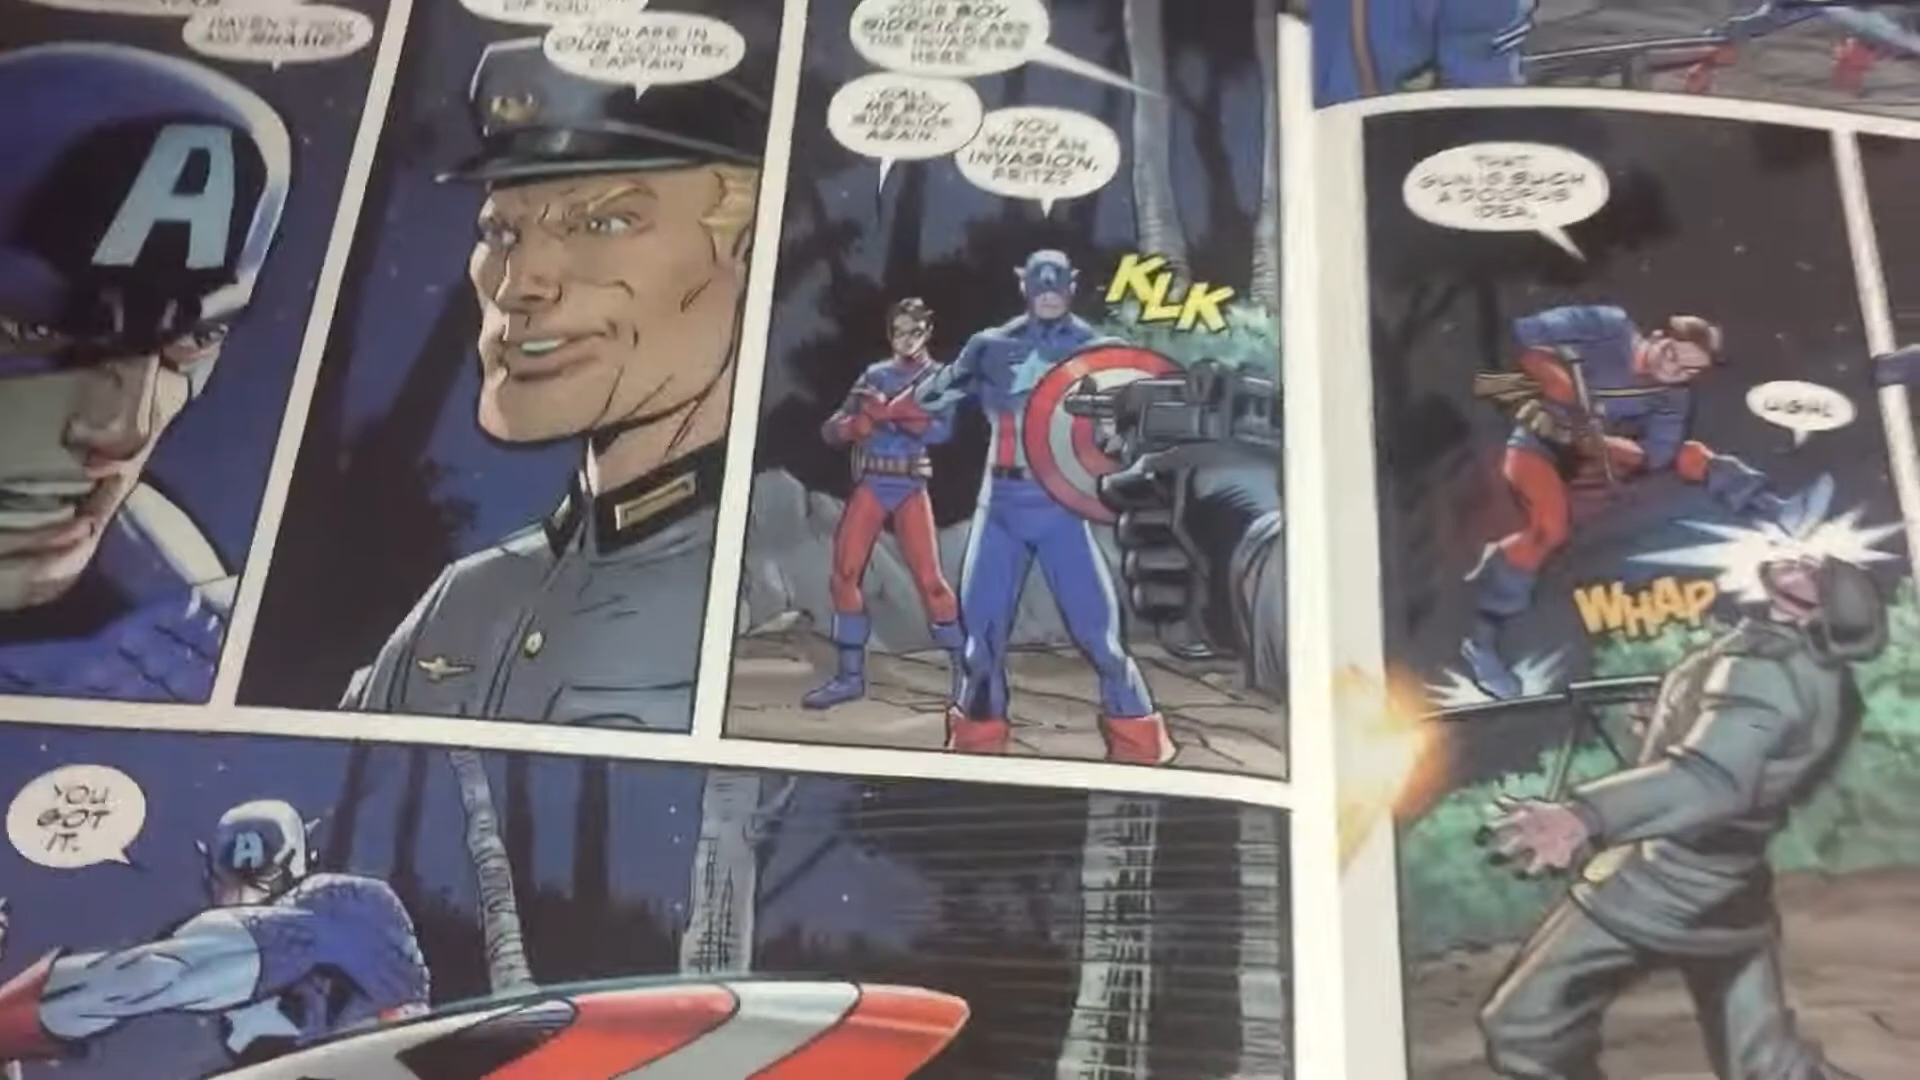 HAVEN'T YOU
ANY SHAME?
OF YOU.
YOU ARE IN
OUR COUNTRY,
CAPTAIN
YOUR BOY
SIDEKICK ARE
THE INVADERS
HERE.
CALL
ME BOY
SIDEKICK
AGAIN.
YOU
WANT AN
INVASION,
FRITZ?
KLK
A
YOU
GOT
IT.
A
THAT
GUN IS SUCH
A DOOFUS
IDEA.
UGH!
WHAP